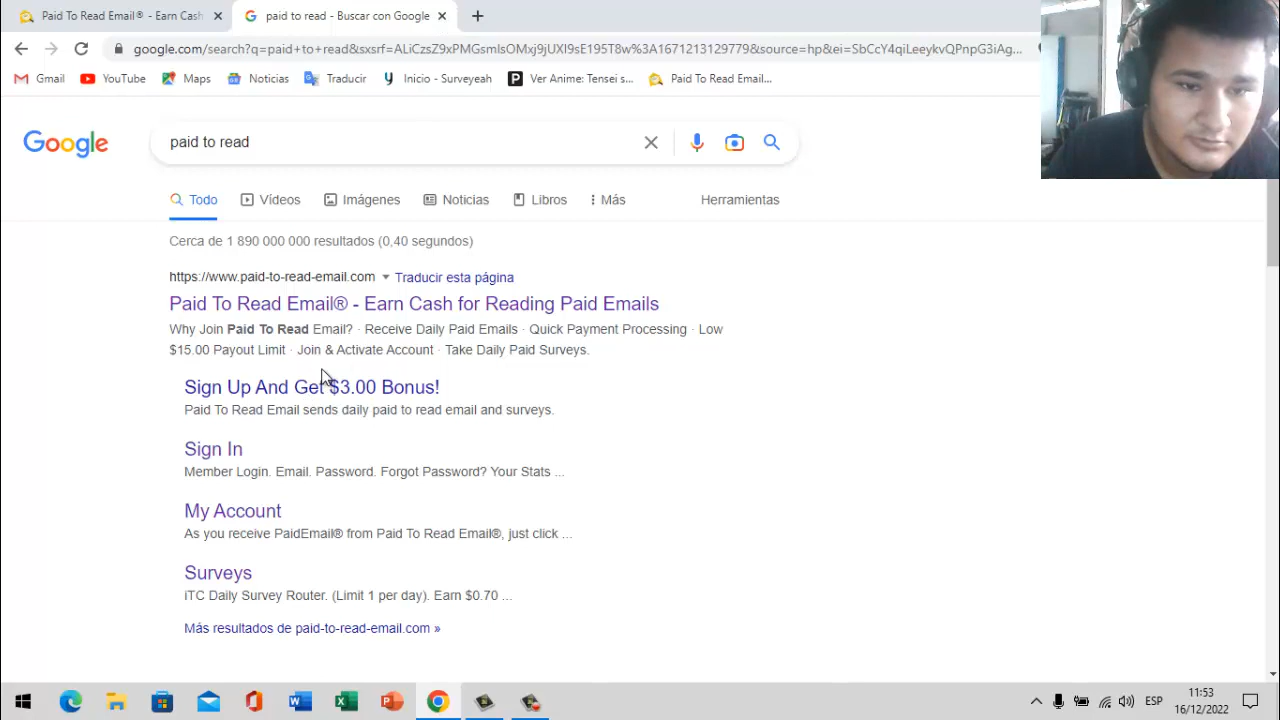 Paid To Read Email® - Earn Cash
paid to read - Buscar con Google
google.com/search?q=paid+to+read&sxsrf=ALiCzsZ9xPMGsmlsOMxj9jUXI9sE195T8w%3A1671213129779&source=hp&ei=SbCcY4qiLeeykvQPnpG3iAg...
Gmail
YouTube
Maps
Noticias
Traducir
Inicio - Surveyeah
Ver Anime: Tensei s...
Paid To Read Email...
Google
paid to read
Todo
Vídeos
Imágenes
Noticias
Libros
Más
Herramientas
Cerca de 1 890 000 000 resultados (0,40 segundos)
https://www.paid-to-read-email.com
Traducir esta página
Paid To Read Email® - Earn Cash for Reading Paid Emails
Why Join Paid To Read Email? · Receive Daily Paid Emails · Quick Payment Processing · Low
$15.00 Payout Limit · Join & Activate Account · Take Daily Paid Surveys.
Sign Up And Get $3.00 Bonus!
Paid To Read Email sends daily paid to read email and surveys.
Sign In
Member Login. Email. Password. Forgot Password? Your Stats ...
My Account
As you receive PaidEmail® from Paid To Read Email®, just click ...
Surveys
iTC Daily Survey Router. (Limit 1 per day). Earn $0.70 ...
Más resultados de paid-to-read-email.com »
ESP
11:53
16/12/2022